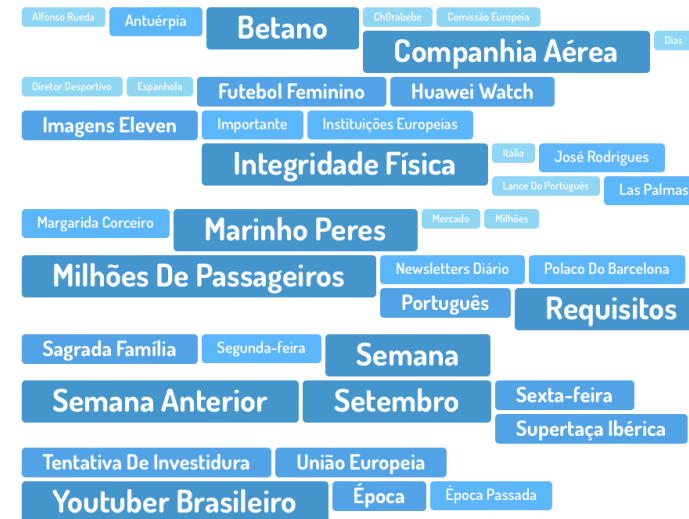 Alfonso Rueda Antuérpia Betano ChOrabebe Comissão Europeia
Companhia Aérea Dias
Diretor Desportivo Espanhola Futebol Feminino Huawei Watch
Imagens Eleven Importante Instituições Europeias
Integridade Física Itália José Rodrigues
Lance Do Português Las Palmas
Margarida Corceiro Marinho Peres Mercado Milhões
Milhões De Passageiros Newsletters Diário Polaco Do Barcelona
Português Requisitos
Sagrada Família Segunda-feira Semana
Semana Anterior Setembro Sexta-feira
Supertaça Ibérica
Tentativa De Investidura União Europeia
Youtuber Brasileiro Época Época Passada